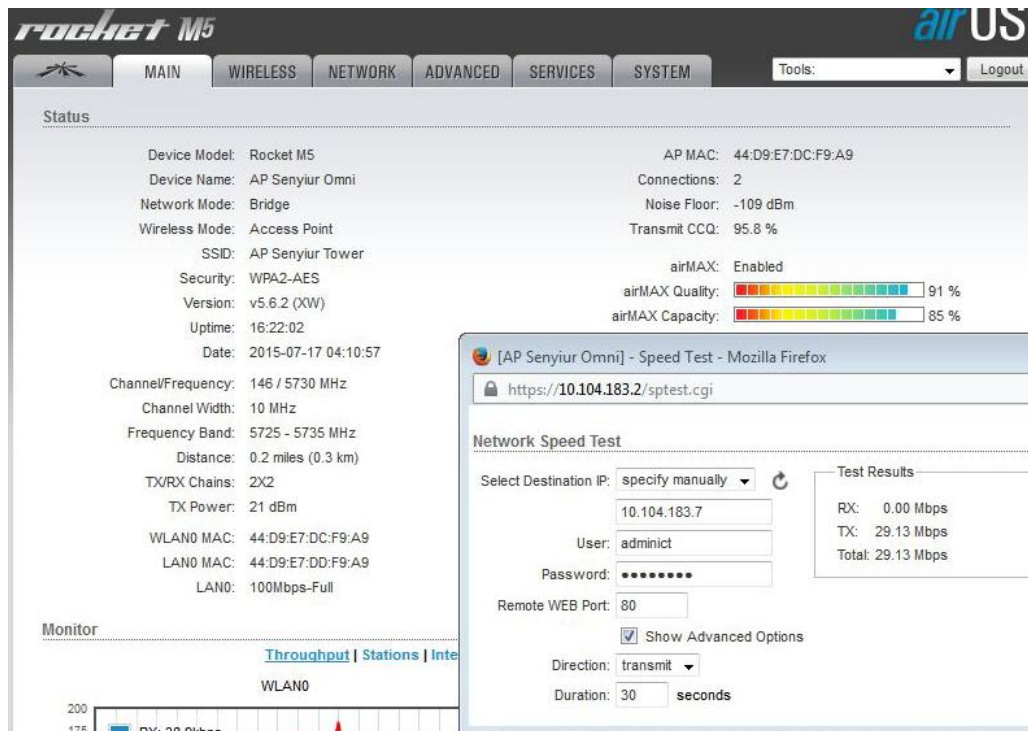 rocket M5
airOS
MAIN WIRELESS NETWORK ADVANCED SERVICES SYSTEM Tools: Logout
Status
Device Model: Rocket M5
Device Name: AP Senyiur Omni
Network Mode: Bridge
Wireless Mode: Access Point
SSID: AP Senyiur Tower
Security: WPA2-AES
Version: v5.6.2 (XW)
Uptime: 16:22:02
Date: 2015-07-17 04:10:57
Channel/Frequency: 146 / 5730 MHz
Channel Width: 10 MHz
Frequency Band: 5725 - 5735 MHz
Distance: 0.2 miles (0.3 km)
TX/RX Chains: 2X2
TX Power: 21 dBm
WLAN0 MAC: 44:D9:E7:DC:F9:A9
LAN0 MAC: 44:D9:E7:DD:F9:A9
LAN0: 100Mbps-Full
AP MAC: 44:D9:E7:DC:F9:A9
Connections: 2
Noise Floor: -109 dBm
Transmit CCQ: 95.8 %
airMAX: Enabled
airMAX Quality: 91 %
airMAX Capacity: 85 %
[AP Senyiur Omni] - Speed Test - Mozilla Firefox
https://10.104.183.2/sptest.cgi
Network Speed Test
Select Destination IP: specify manually
10.104.183.7
User: adminict
Password: ••••••••
Remote WEB Port: 80
Show Advanced Options
Direction: transmit
Duration: 30 seconds
Test Results
RX: 0.00 Mbps
TX: 29.13 Mbps
Total: 29.13 Mbps
Monitor
Throughput | Stations | Inte
WLAN0
200
175